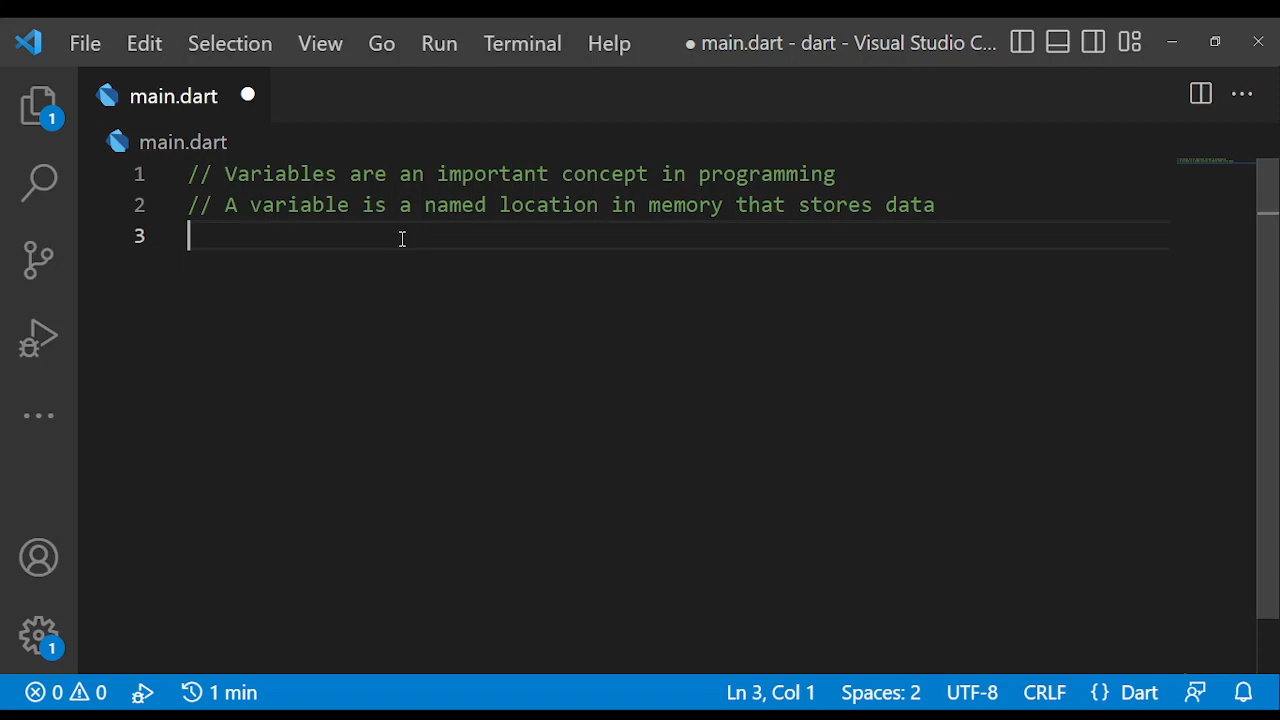 File Edit Selection View Go Run Terminal Help ● main.dart - dart - Visual Studio C...
main.dart
main.dart
1 // Variables are an important concept in programming
2 // A variable is a named location in memory that stores data
3
1
1
0 0 1 min Ln 3, Col 1 Spaces: 2 UTF-8 CRLF {} Dart